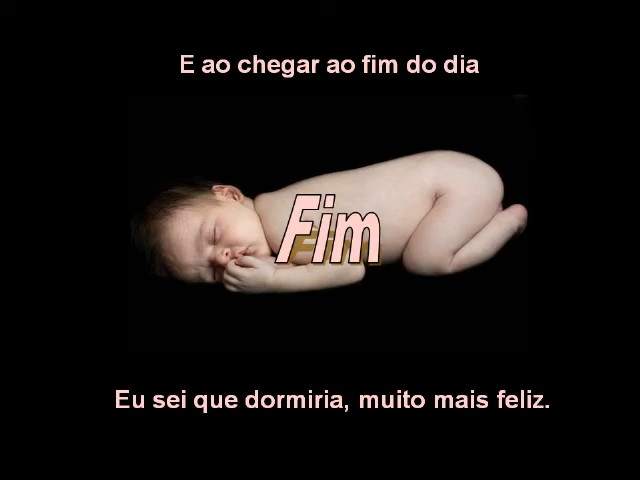 E ao chegar ao fim do dia
Fim
Eu sei que dormiria, muito mais feliz.